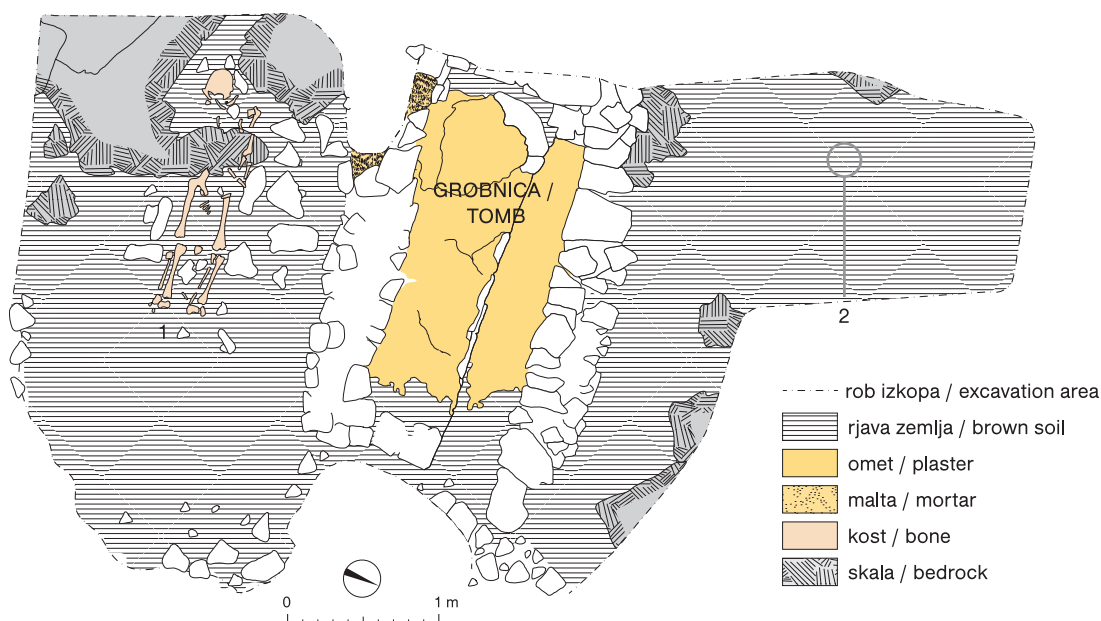 GROBNICA /
TOMB
1
2
rob izkopa / excavation area
rjava zemlja / brown soil
omet / plaster
malta / mortar
kost / bone
skala / bedrock
0 1 m